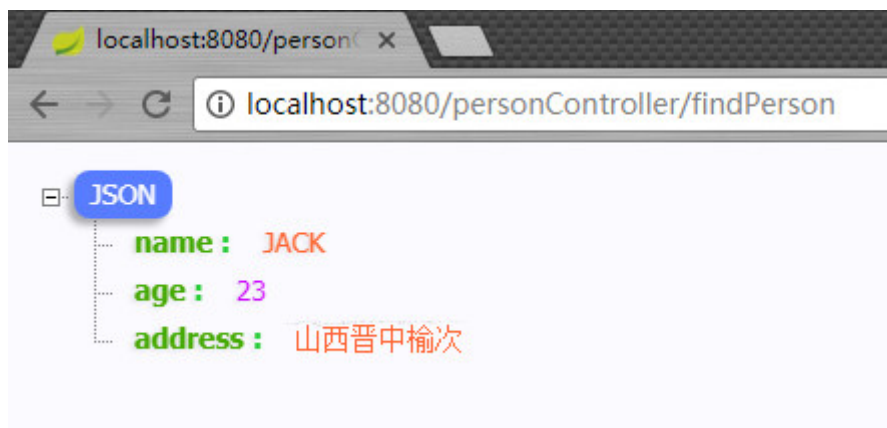 localhost:8080/person
localhost:8080/personController/findPerson
JSON
name : JACK
age : 23
address : 山西晋中榆次